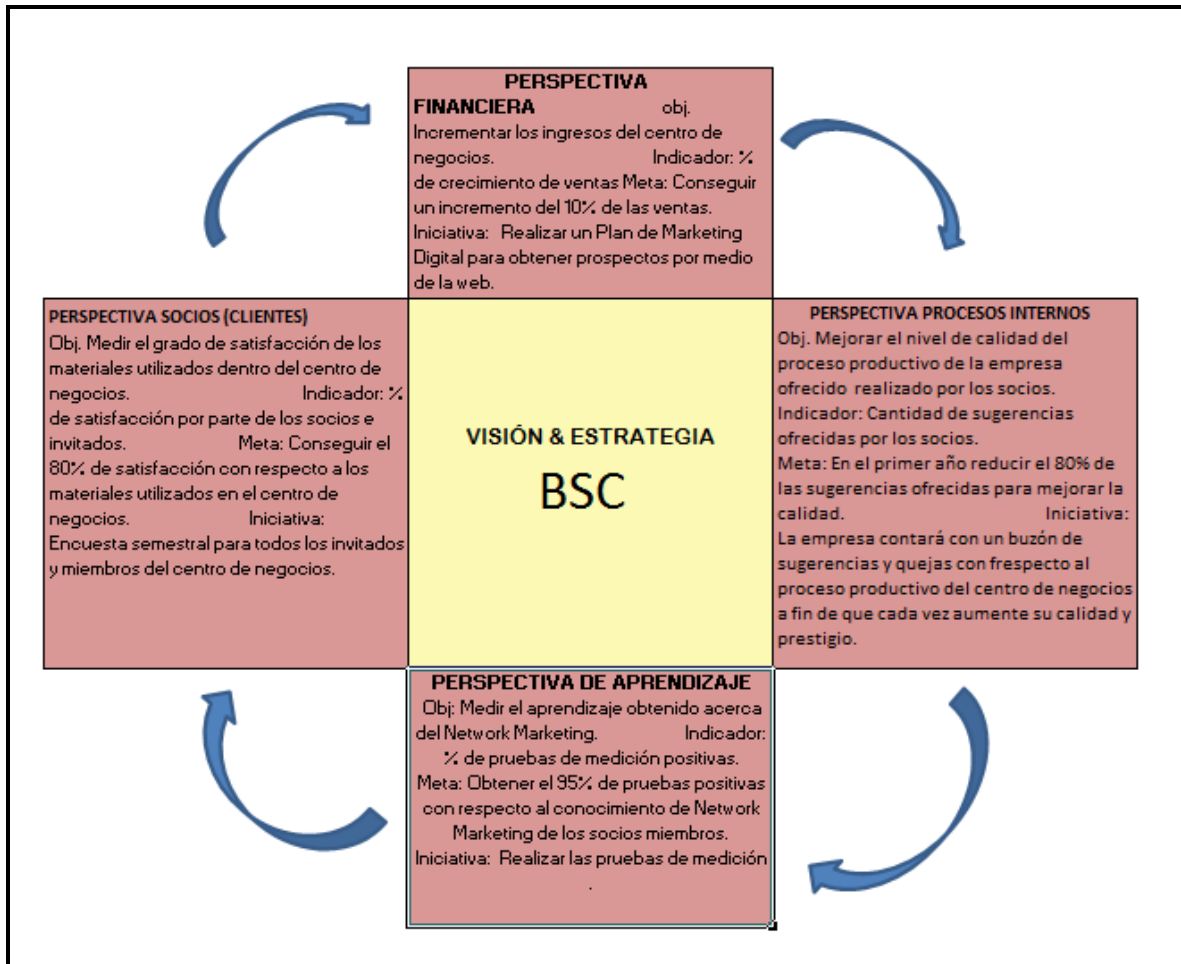 PERSPECTIVA
FINANCIERA obj.
Incrementar los ingresos del centro de
negocios. Indicador: %
de crecimiento de ventas Meta: Conseguir
un incremento del 10% de las ventas.
Iniciativa: Realizar un Plan de Marketing
Digital para obtener prospectos por medio
de la web.
PERSPECTIVA SOCIOS (CLIENTES)
Obj. Medir el grado de satisfacción de los
materiales utilizados dentro del centro de
negocios. Indicador: %
de satisfacción por parte de los socios e
invitados. Meta: Conseguir el
80% de satisfacción con respecto a los
materiales utilizados en el centro de
negocios. Iniciativa:
Encuesta semestral para todos los invitados
y miembros del centro de negocios.
VISIÓN & ESTRATEGIA
BSC
PERSPECTIVA PROCESOS INTERNOS
Obj. Mejorar el nivel de calidad del
proceso productivo de la empresa
ofrecido realizado por los socios.
Indicador: Cantidad de sugerencias
ofrecidas por los socios.
Meta: En el primer año reducir el 80% de
las sugerencias ofrecidas para mejorar la
calidad. Iniciativa:
La empresa contará con un buzón de
sugerencias y quejas con frespecto al
proceso productivo del centro de negocios
a fin de que cada vez aumente su calidad y
prestigio.
PERSPECTIVA DE APRENDIZAJE
Obj: Medir el aprendizaje obtenido acerca
del Network Marketing. Indicador:
% de pruebas de medición positivas.
Meta: Obtener el 95% de pruebas positivas
con respecto al conocimiento de Network
Marketing de los socios miembros.
Iniciativa: Realizar las pruebas de medición
.